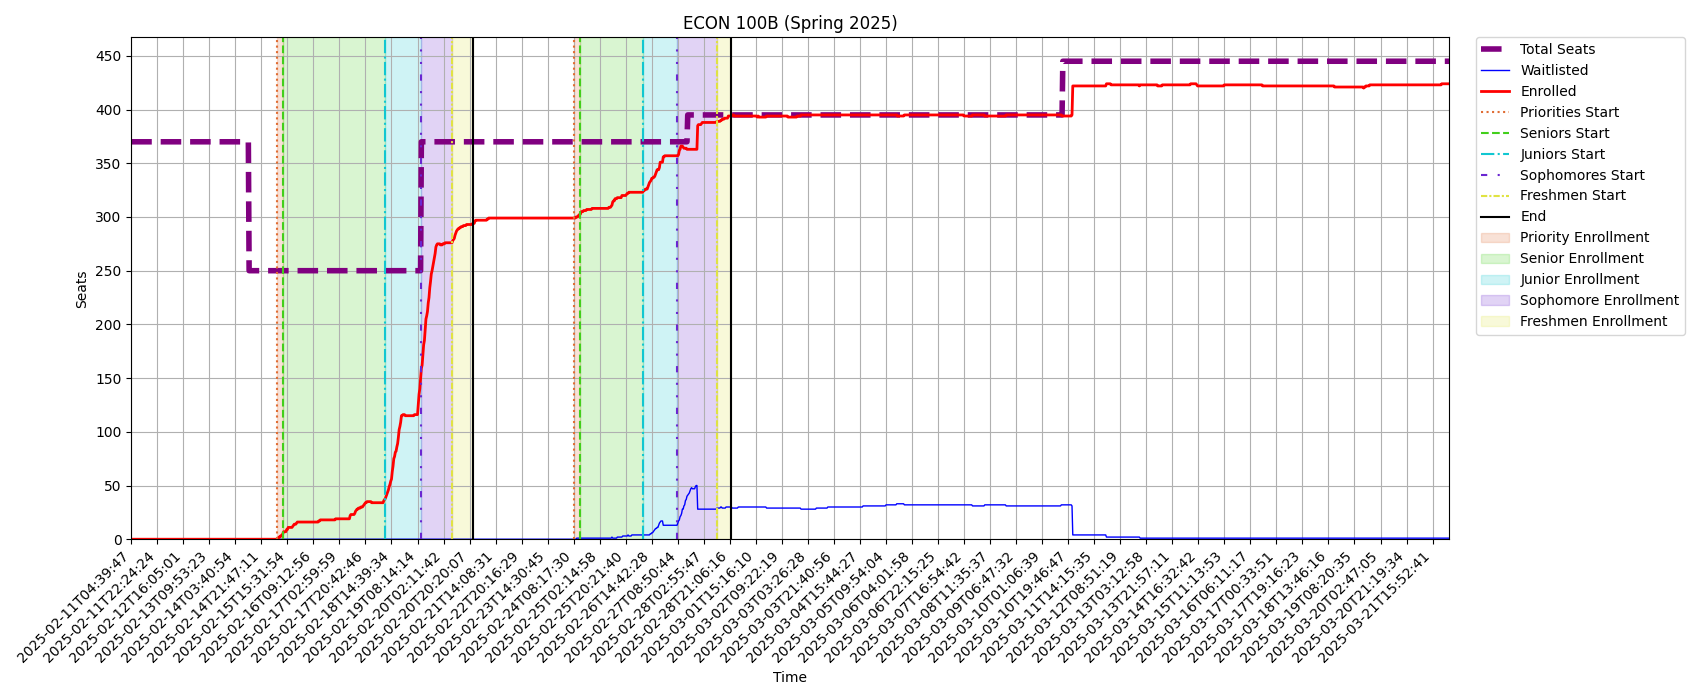 ECON 100B (Spring 2025)
Seats
450
400
350
300
250
200
150
100
50
0
2025-02-11T04:39:47
2025-02-11T22:24:24
2025-02-12T16:05:01
2025-02-13T09:53:23
2025-02-14T03:40:54
2025-02-14T21:47:11
2025-02-15T15:31:54
2025-02-16T09:12:56
2025-02-17T02:59:59
2025-02-17T20:42:46
2025-02-18T14:39:34
2025-02-19T08:14:14
2025-02-20T02:11:42
2025-02-20T20:20:07
2025-02-21T14:08:31
2025-02-22T20:16:29
2025-02-23T14:30:45
2025-02-24T08:17:30
2025-02-25T02:14:58
2025-02-25T20:21:40
2025-02-26T14:42:28
2025-02-27T08:50:44
2025-02-28T02:55:47
2025-02-28T21:06:16
2025-03-01T15:16:10
2025-03-02T09:22:19
2025-03-03T03:26:28
2025-03-03T21:40:56
2025-03-04T15:44:27
2025-03-05T09:54:04
2025-03-06T04:01:58
2025-03-06T22:15:25
2025-03-07T16:54:42
2025-03-08T11:35:37
2025-03-09T06:47:32
2025-03-10T01:06:39
2025-03-10T19:46:47
2025-03-11T14:15:35
2025-03-12T08:51:19
2025-03-13T03:12:58
2025-03-13T21:57:11
2025-03-14T16:32:42
2025-03-15T11:13:53
2025-03-16T06:11:17
2025-03-17T00:33:51
2025-03-17T19:16:23
2025-03-18T13:46:16
2025-03-19T08:20:35
2025-03-20T02:47:05
2025-03-20T21:19:34
2025-03-21T15:52:41
Time
Total Seats
Waitlisted
Enrolled
Priorities Start
Seniors Start
Juniors Start
Sophomores Start
Freshmen Start
End
Priority Enrollment
Senior Enrollment
Junior Enrollment
Sophomore Enrollment
Freshmen Enrollment